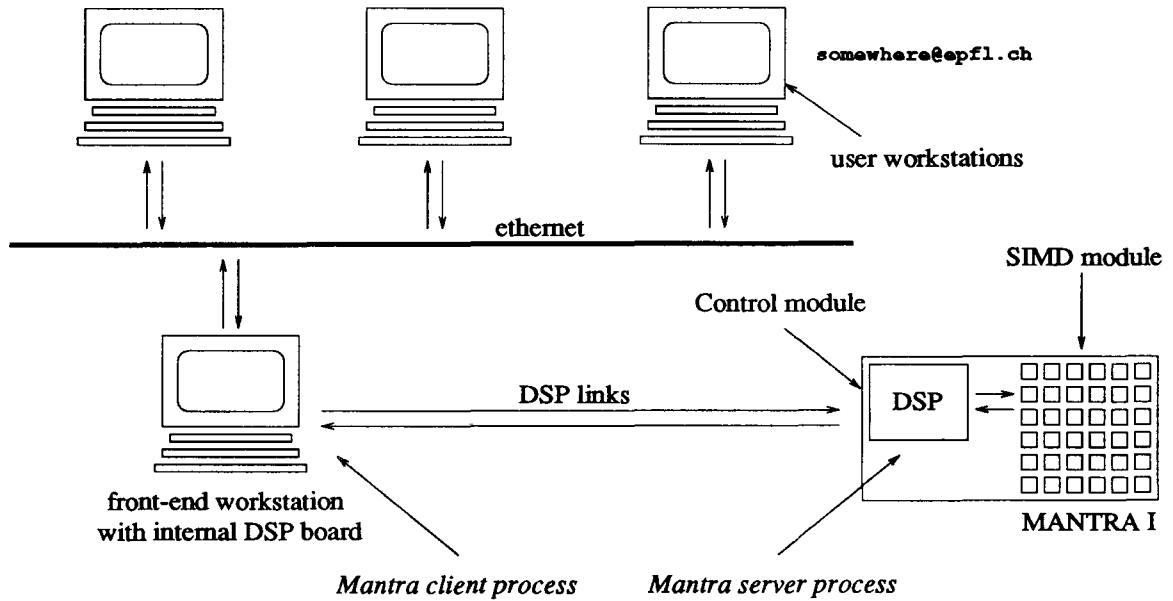 somewhere@epfl.ch
user workstations
ethernet
SIMD module
Control module
DSP links
DSP
front-end workstation
with internal DSP board
MANTRA I
Mantra client process
Mantra server process